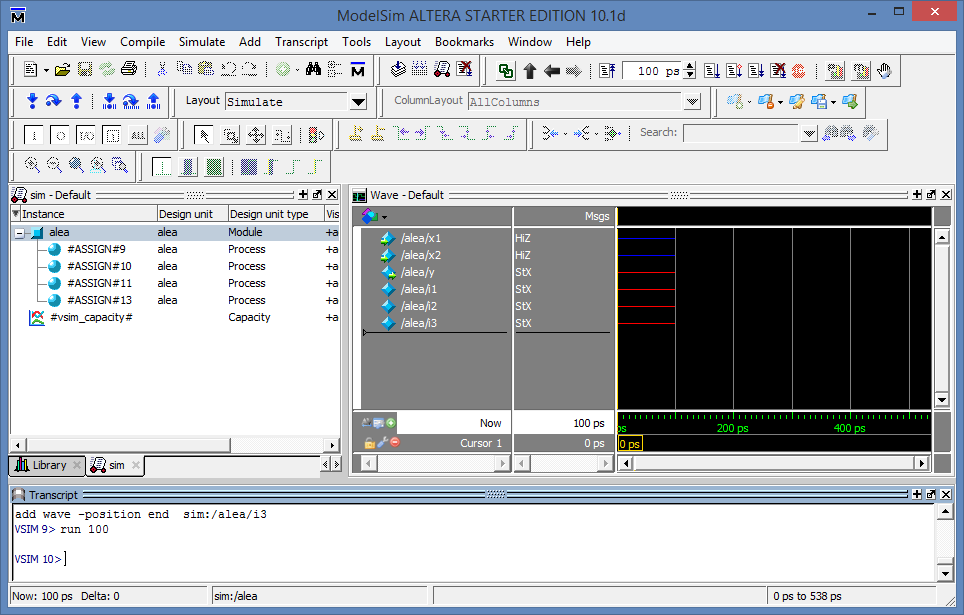 ModelSim ALTERA STARTER EDITION 10.1d
File Edit View Compile Simulate Add Transcript Tools Layout Bookmarks Window Help
100 ps
Layout Simulate ColumnLayout AllColumns
Search:
sim - Default
Instance Design unit Design unit type Vis
alea alea Module +a
#ASSIGN#9 alea Process +a
#ASSIGN#10 alea Process +a
#ASSIGN#11 alea Process +a
#ASSIGN#13 alea Process +a
#vsim_capacity# Capacity +a
Library sim
Wave - Default
Msgs
/alea/x1 HiZ
/alea/x2 HiZ
/alea/y StX
/alea/i1 StX
/alea/i2 StX
/alea/i3 StX
Now 100 ps
ps 200 ps 400 ps
Cursor 1 0 ps 0 ps
Transcript
add wave -position end sim:/alea/i3
VSIM 9> run 100
VSIM 10>
Now: 100 ps Delta: 0 sim:/alea 0 ps to 538 ps